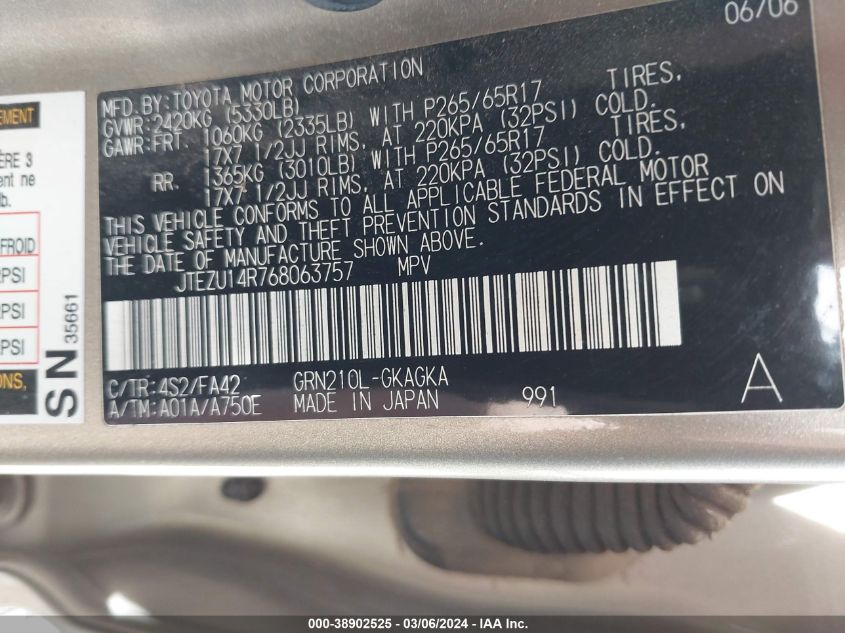 06/06
MFD.BY:TOYOTA MOTOR CORPORATION
GVWR:2420KG (5330LB)
GAWR:FRT. 1060KG (2335LB) WITH P265/65R17 TIRES,
17X7 1/2JJ RIMS, AT 220KPA (32PSI) COLD.
RR. 1365KG (3010LB) WITH P265/65R17 TIRES,
17X7 1/2JJ RIMS, AT 220KPA (32PSI) COLD.
THIS VEHICLE CONFORMS TO ALL APPLICABLE FEDERAL MOTOR
VEHICLE SAFETY AND THEFT PREVENTION STANDARDS IN EFFECT ON
THE DATE OF MANUFACTURE SHOWN ABOVE.
JTEZU14R768063757 MPV
C/TR:4S2/FA42 GRN210L-GKAGKA
A/TM:A01A/A750E MADE IN JAPAN 991 A
3
ent ne
FROID
PSI
PSI
PSI
SN 35661
000-38902525 - 03/06/2024 - IAA Inc.